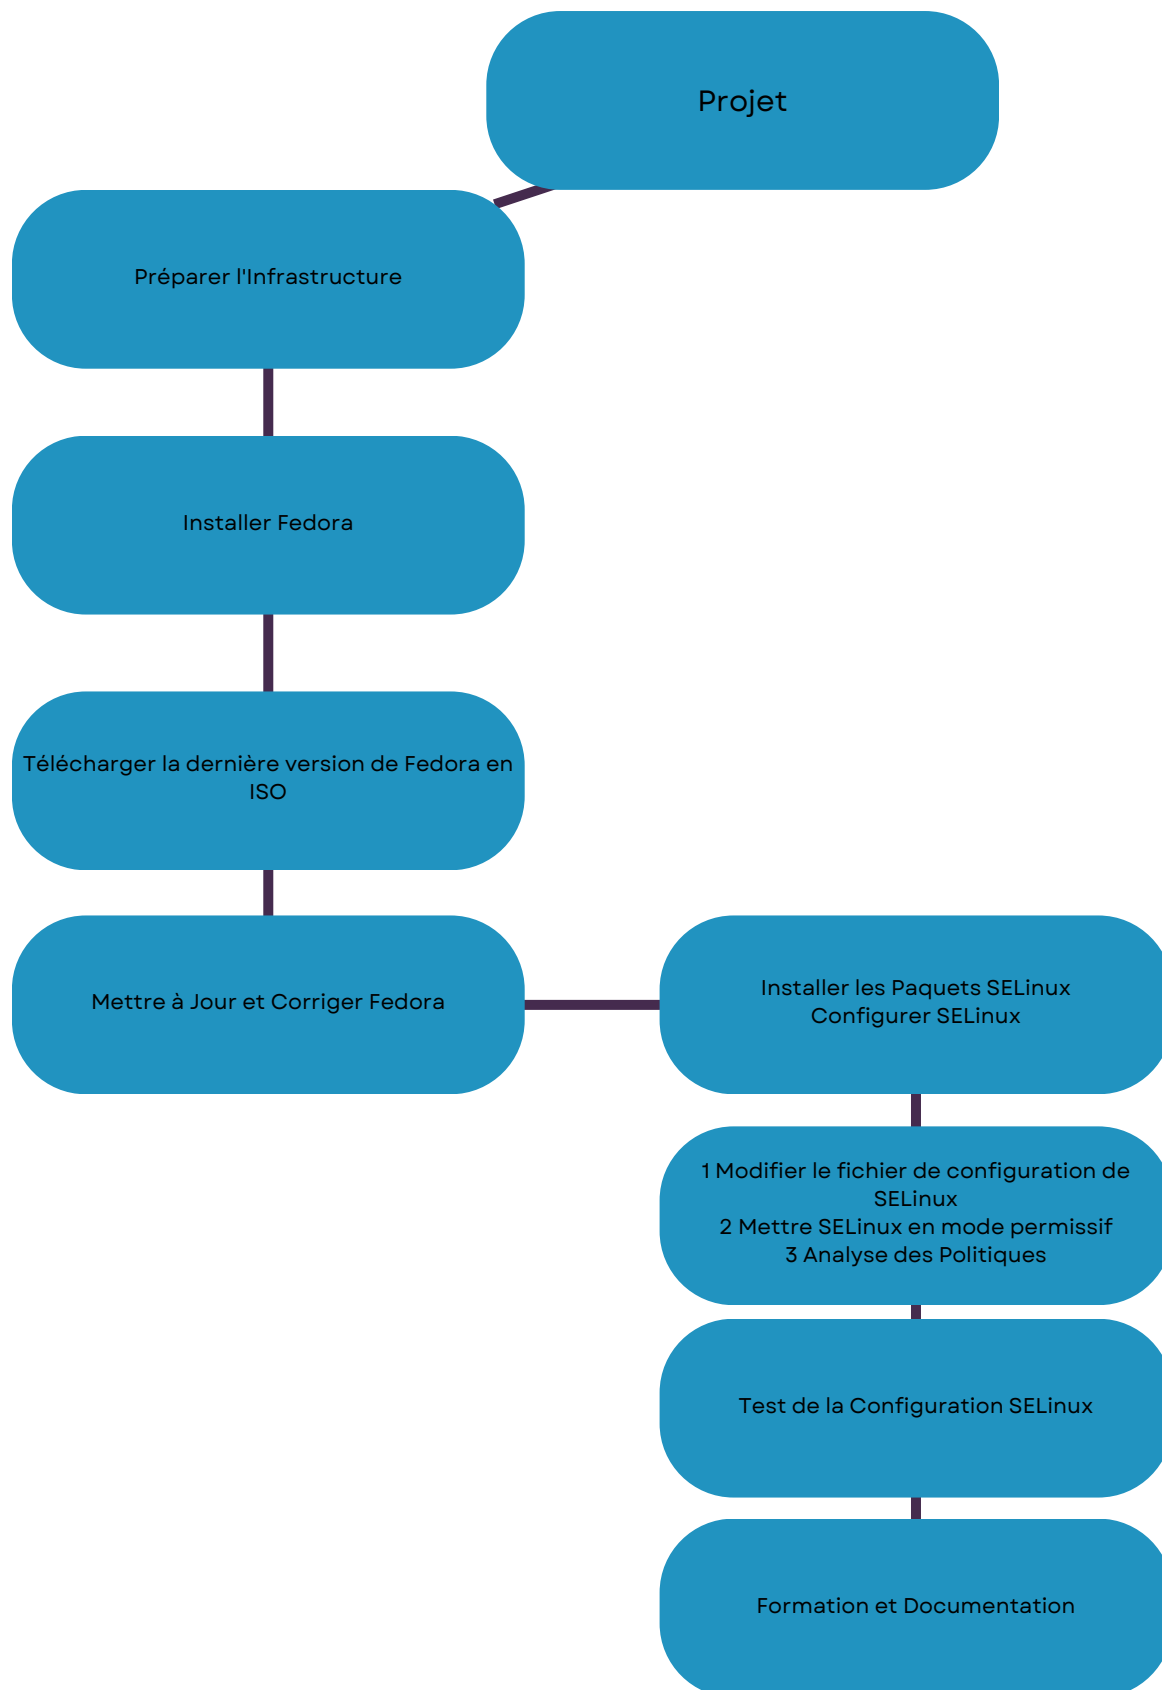 Projet
Préparer l'Infrastructure
Installer Fedora
Télécharger la dernière version de Fedora en
ISO
Mettre à Jour et Corriger Fedora
Installer les Paquets SELinux
Configurer SELinux
1 Modifier le fichier de configuration de
SELinux
2 Mettre SELinux en mode permissif
3 Analyse des Politiques
Test de la Configuration SELinux
Formation et Documentation